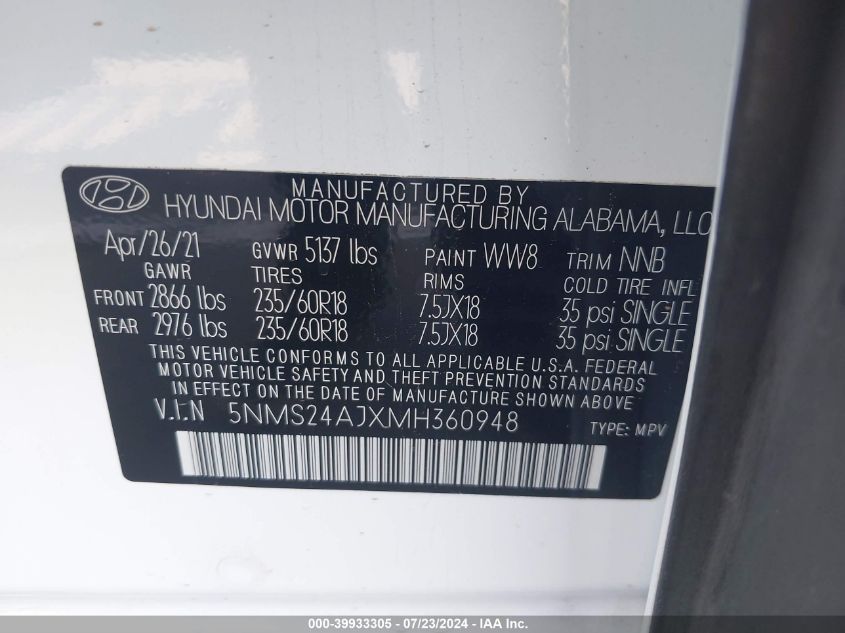 MANUFACTURED BY
HYUNDAI MOTOR MANUFACTURING ALABAMA, LLC
Apr/26/21 GVWR 5137 lbs PAINT WW8 TRIM NNB
GAWR TIRES RIMS COLD TIRE INFL
FRONT 2866 lbs 235/60R18 7.5JX18 35 psi SINGLE
REAR 2976 lbs 235/60R18 7.5JX18 35 psi SINGLE
THIS VEHICLE CONFORMS TO ALL APPLICABLE U.S.A. FEDERAL
MOTOR VEHICLE SAFETY AND THEFT PREVENTION STANDARDS
IN EFFECT ON THE DATE OF MANUFACTURE SHOWN ABOVE
V.I.N 5NMS24AJXMH360948 TYPE: MPV
000-39933305 - 07/23/2024 - IAA Inc.